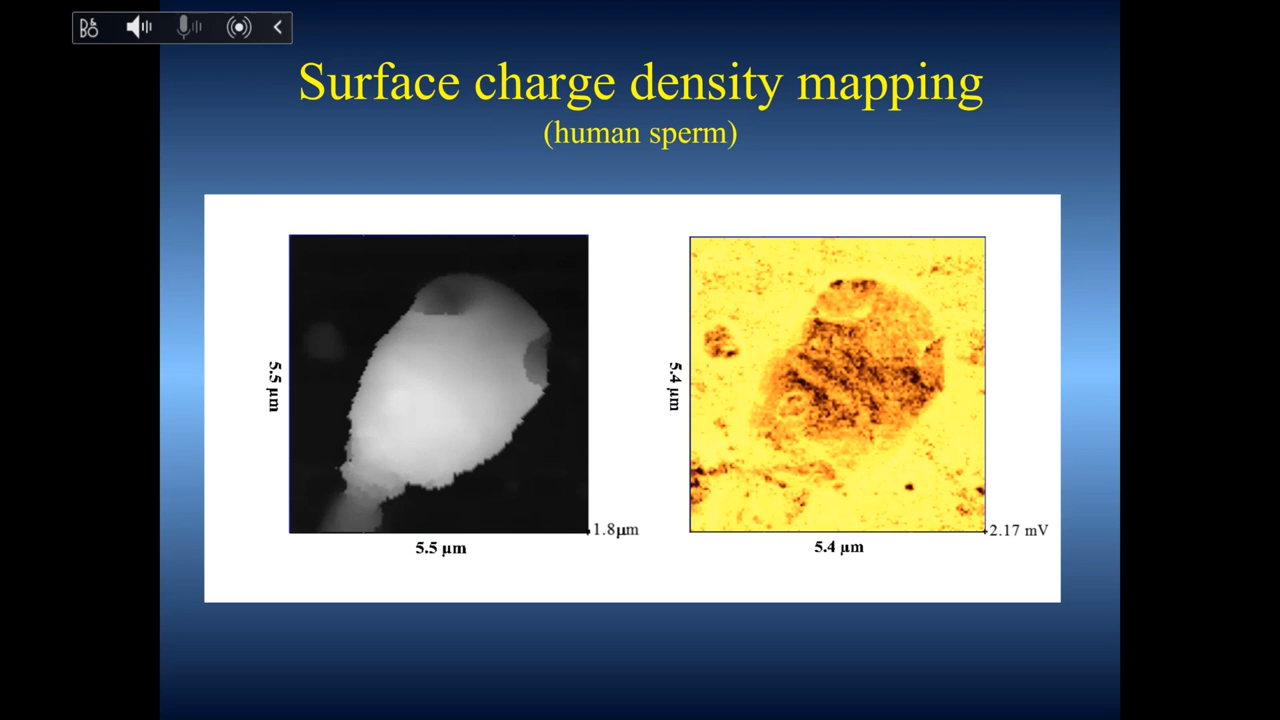 B&O
Surface charge density mapping
(human sperm)
5.5 µm
5.5 µm
1.8µm
5.4 µm
5.4 µm
2.17 mV